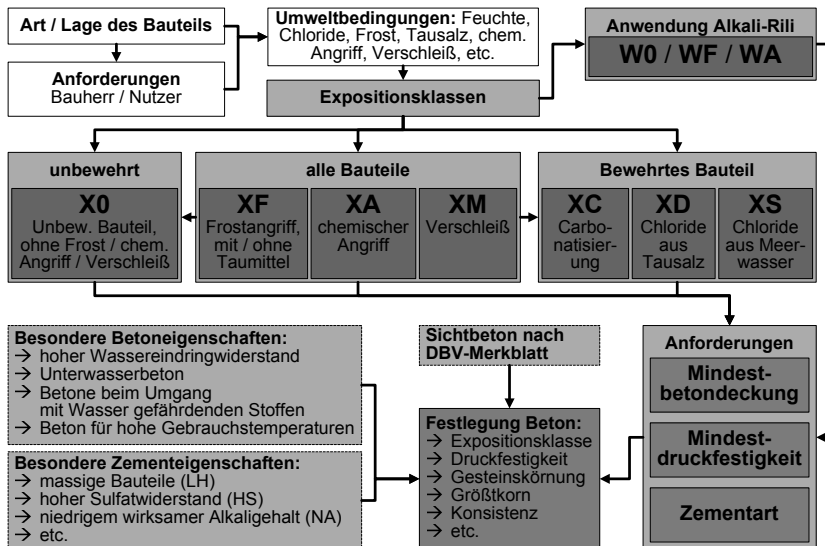 Art / Lage des Bauteils
Anforderungen
Bauherr / Nutzer
Umweltbedingungen: Feuchte,
Chloride, Frost, Tausalz, chem.
Angriff, Verschleiß, etc.
Expositionsklassen
Anwendung Alkali-Rili
W0 / WF / WA
unbewehrt
X0
Unbew. Bauteil,
ohne Frost / chem.
Angriff / Verschleiß
alle Bauteile
XF
Frostangriff,
mit / ohne
Taumittel
XA
chemischer
Angriff
XM
Verschleiß
Bewehrtes Bauteil
XC
Carbo-
natisier-
ung
XD
Chloride
aus
Tausalz
XS
Chloride
aus Meer-
wasser
Besondere Betoneigenschaften:
→ hoher Wassereindringwiderstand
→ Unterwasserbeton
→ Betone beim Umgang
mit Wasser gefährdenden Stoffen
→ Beton für hohe Gebrauchstemperaturen
Besondere Zementeigenschaften:
→ massige Bauteile (LH)
→ hoher Sulfatwiderstand (HS)
→ niedrigem wirksamer Alkaligehalt (NA)
→ etc.
Sichtbeton nach
DBV-Merkblatt
Festlegung Beton:
→ Expositionsklasse
→ Druckfestigkeit
→ Gesteinskörnung
→ Größtkorn
→ Konsistenz
→ etc.
Anforderungen
Mindest-
betondeckung
Mindest-
druckfestigkeit
Zementart